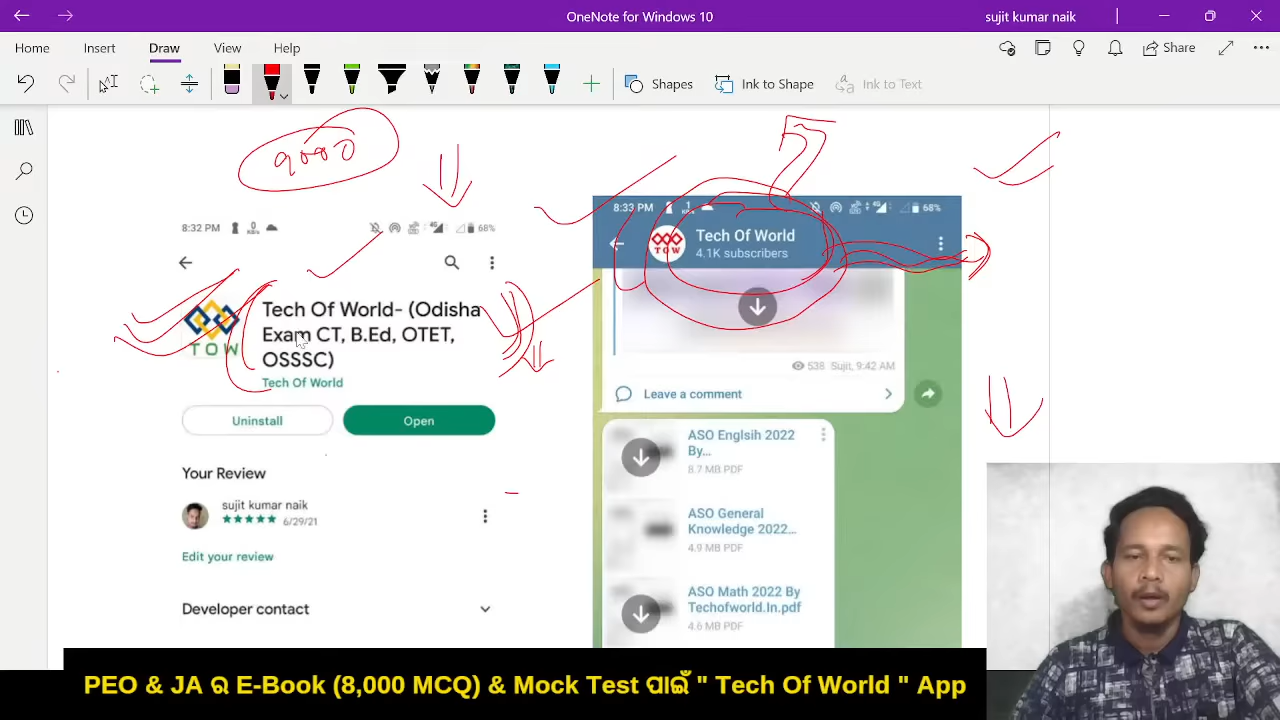 OneNote for Windows 10
sujit kumar naik
Home Insert Draw View Help
Share
Shapes
Ink to Shape
Ink to Text
8:32 PM
68%
Tech Of World- (Odisha
Exam CT, B.Ed, OTET,
OSSSC)
Tech Of World
TOW
Uninstall
Open
Your Review
sujit kumar naik
6/29/21
Edit your review
Developer contact
8:33 PM
68%
TOW
Tech Of World
4.1K subscribers
538 Sujit, 9:42 AM
Leave a comment
ASO Englsih 2022
By...
8.7 MB PDF
ASO General
Knowledge 2022...
4.9 MB PDF
ASO Math 2022 By
Techofworld.In.pdf
4.6 MB PDF
PEO & JA ର E-Book (8,000 MCQ) & Mock Test ପାଇଁ " Tech Of World " App